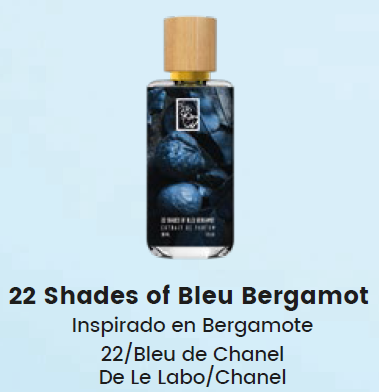 22 SHADES OF BLEU BERGAMOT
EXTRAIT DE PARFUM
22 Shades of Bleu Bergamot
Inspirado en Bergamote
22/Bleu de Chanel
De Le Labo/Chanel